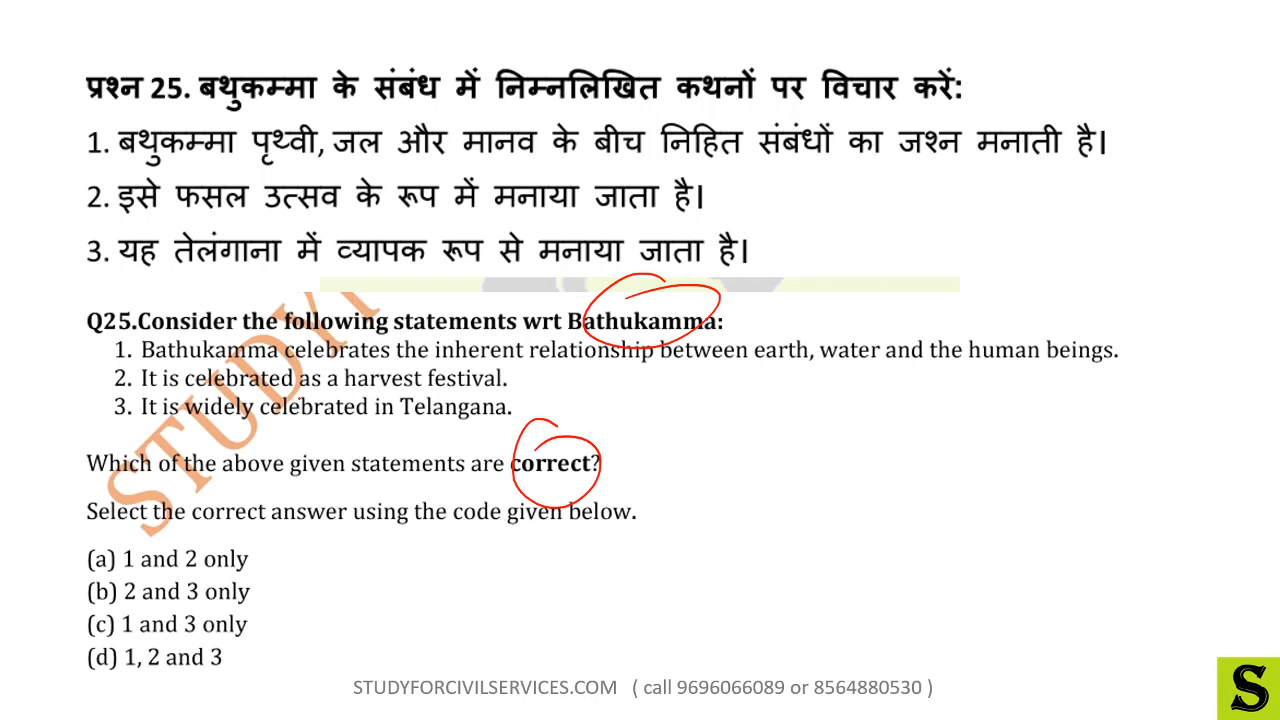 प्रश्न 25. बथुकम्मा के संबंध में निम्नलिखित कथनों पर विचार करें:
1. बथुकम्मा पृथ्वी, जल और मानव के बीच निहित संबंधों का जश्न मनाती है।
2. इसे फसल उत्सव के रूप में मनाया जाता है।
3. यह तेलंगाना में व्यापक रूप से मनाया जाता है।
Q25.Consider the following statements wrt Bathukamma:
1. Bathukamma celebrates the inherent relationship between earth, water and the human beings.
2. It is celebrated as a harvest festival.
3. It is widely celebrated in Telangana.
Which of the above given statements are correct?
Select the correct answer using the code given below.
(a) 1 and 2 only
(b) 2 and 3 only
(c) 1 and 3 only
(d) 1, 2 and 3
STUDYFORCIVILSERVICES.COM ( call 9696066089 or 8564880530 )
S